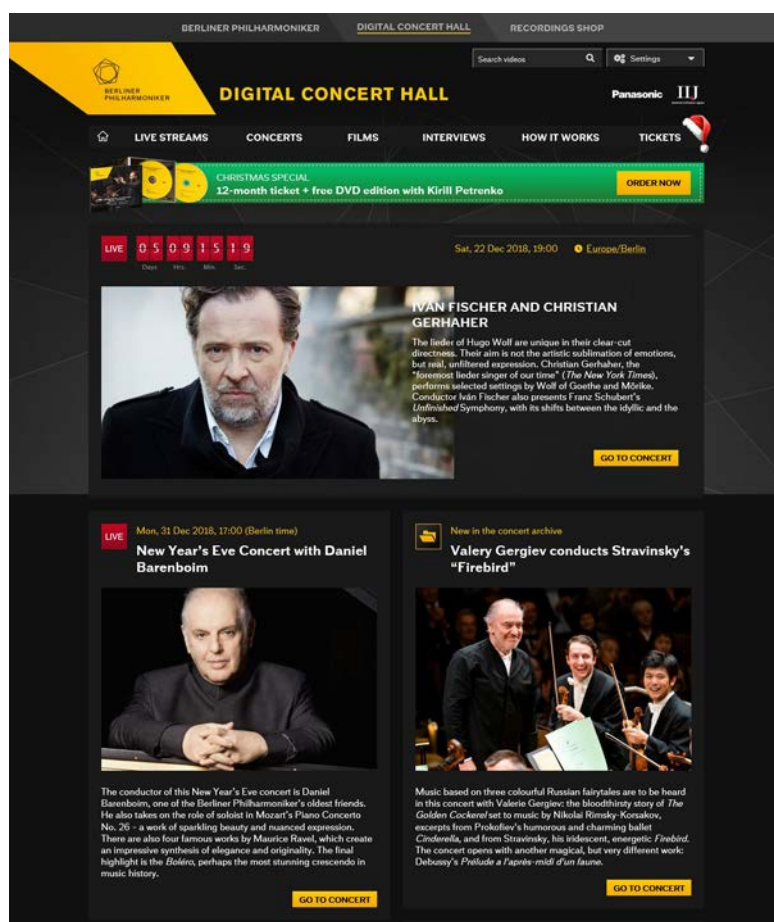 BERLINER PHILHARMONIKER DIGITAL CONCERT HALL RECORDINGS SHOP
Search videos Settings
BERLINER
PHILHARMONIKER
DIGITAL CONCERT HALL
Panasonic IIJ
LIVE STREAMS CONCERTS FILMS INTERVIEWS HOW IT WORKS TICKETS
CHRISTMAS SPECIAL
12-month ticket + free DVD edition with Kirill Petrenko
ORDER NOW
LIVE 05 09 15 19
Days Hrs. Min. Sec.
Sat, 22 Dec 2018, 19:00 Europe/Berlin
IVÁN FISCHER AND CHRISTIAN
GERHAHER
The lieder of Hugo Wolf are unique in their clear-cut
directness. Their aim is not the artistic sublimation of emotions,
but real, unfiltered expression. Christian Gerhaher, the
"foremost lieder singer of our time" (The New York Times),
performs selected settings by Wolf of Goethe and Mörike.
Conductor Iván Fischer also presents Franz Schubert's
Unfinished Symphony, with its shifts between the idyllic and the
abyss.
GO TO CONCERT
LIVE
Mon, 31 Dec 2018, 17:00 (Berlin time)
New Year's Eve Concert with Daniel
Barenboim
The conductor of this New Year's Eve concert is Daniel
Barenboim, one of the Berliner Philharmoniker's oldest friends.
He also takes on the role of soloist in Mozart's Piano Concerto
No. 26 – a work of sparkling beauty and nuanced expression.
There are also four famous works by Maurice Ravel, which create
an impressive synthesis of elegance and originality. The final
highlight is the Boléro, perhaps the most stunning crescendo in
music history.
GO TO CONCERT
New in the concert archive
Valery Gergiev conducts Stravinsky's
"Firebird"
Music based on three colourful Russian fairytales are to be heard
in this concert with Valerie Gergiev: the bloodthirsty story of The
Golden Cockerel set to music by Nikolai Rimsky-Korsakov,
excerpts from Prokofiev's humorous and charming ballet
Cinderella, and from Stravinsky, his iridescent, energetic Firebird.
The concert opens with another magical, but very different work:
Debussy's Prélude a l'après-midi d'un faune.
GO TO CONCERT